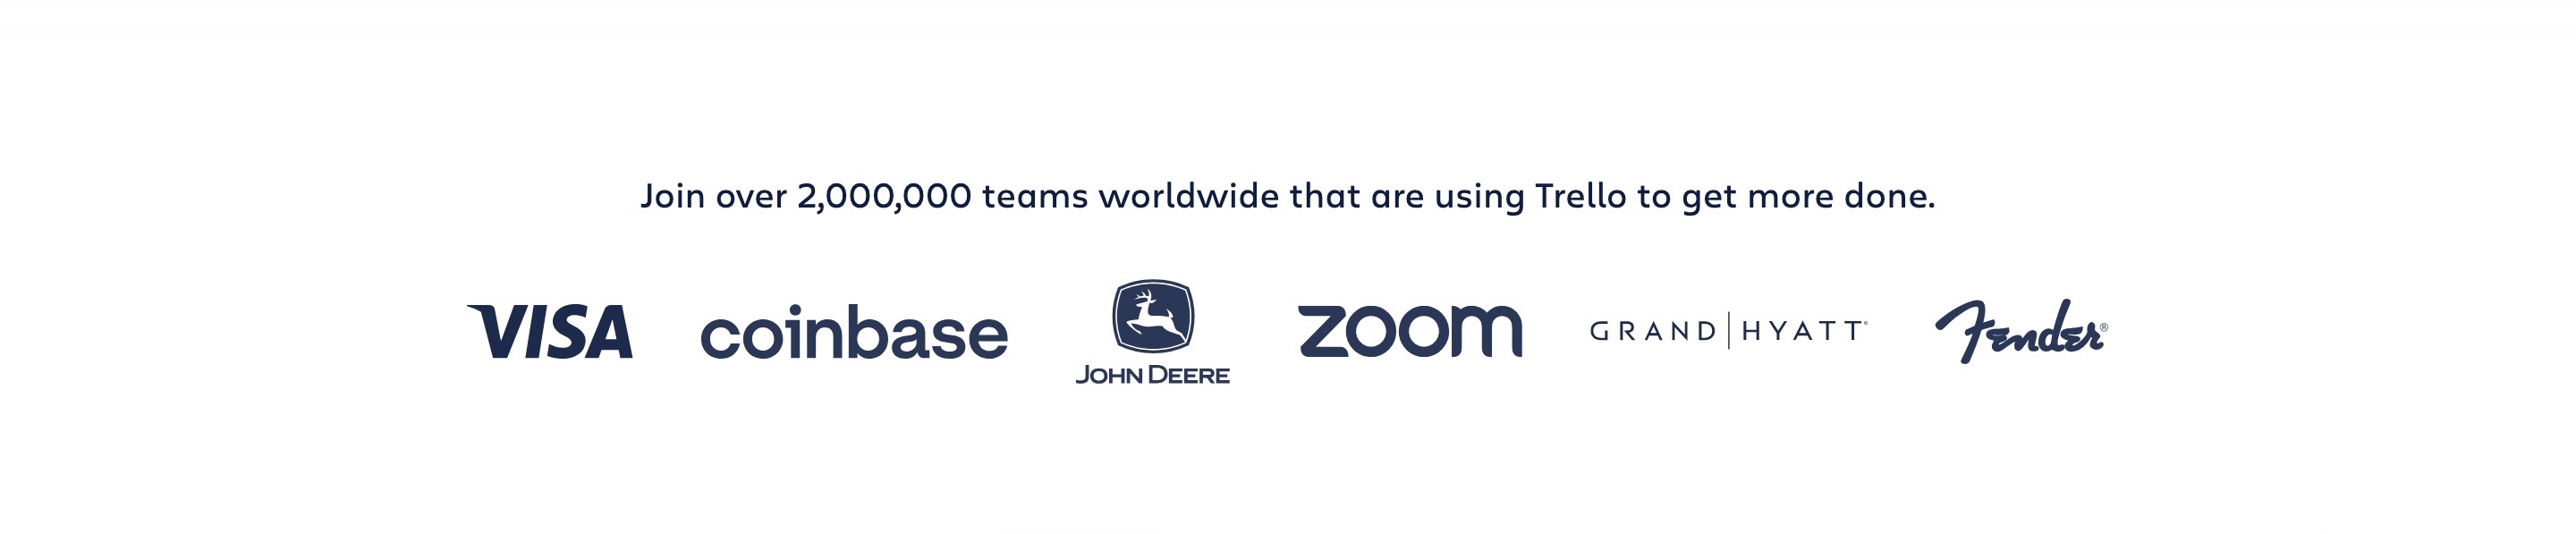 Join over 2,000,000 teams worldwide that are using Trello to get more done.
VISA coinbase JOHN DEERE zoom GRAND | HYATT® Fender®